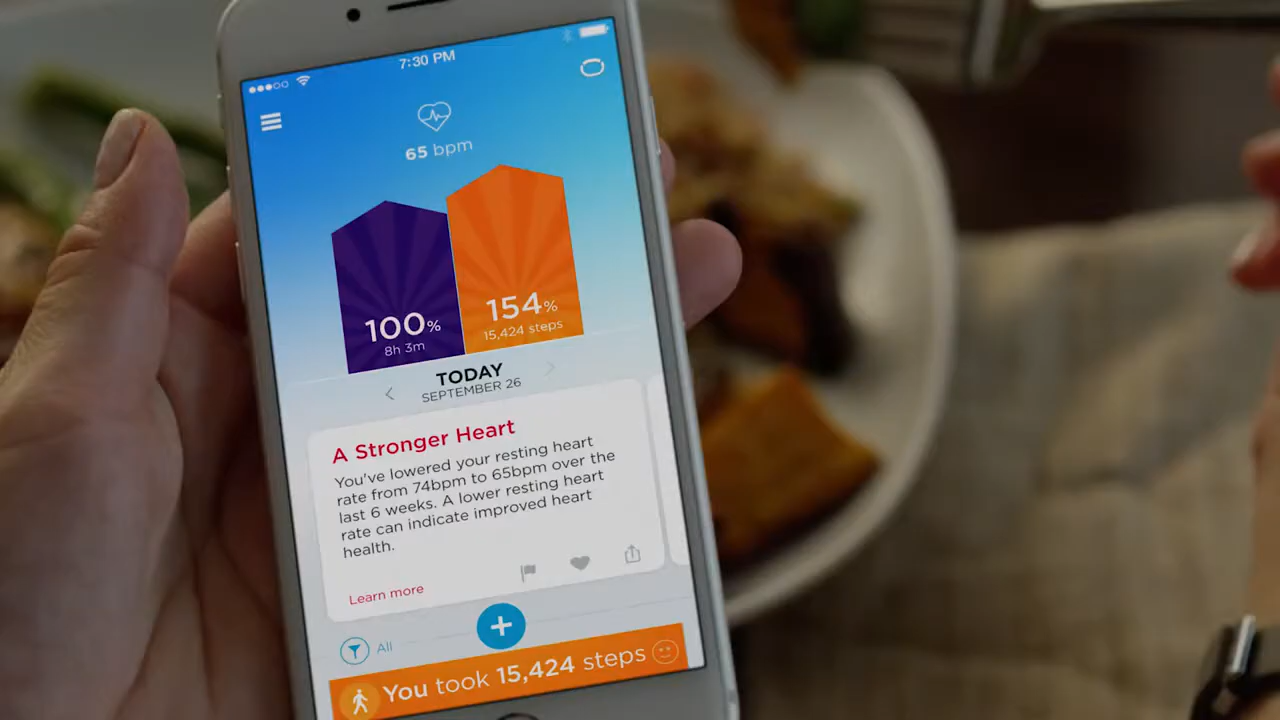 7:30 PM
65 bpm
100%
8h 3m
154%
15,424 steps
TODAY
SEPTEMBER 26
A Stronger Heart
You've lowered your resting heart
rate from 74bpm to 65bpm over the
last 6 weeks. A lower resting heart
rate can indicate improved heart
health.
Learn more
All
You took 15,424 steps